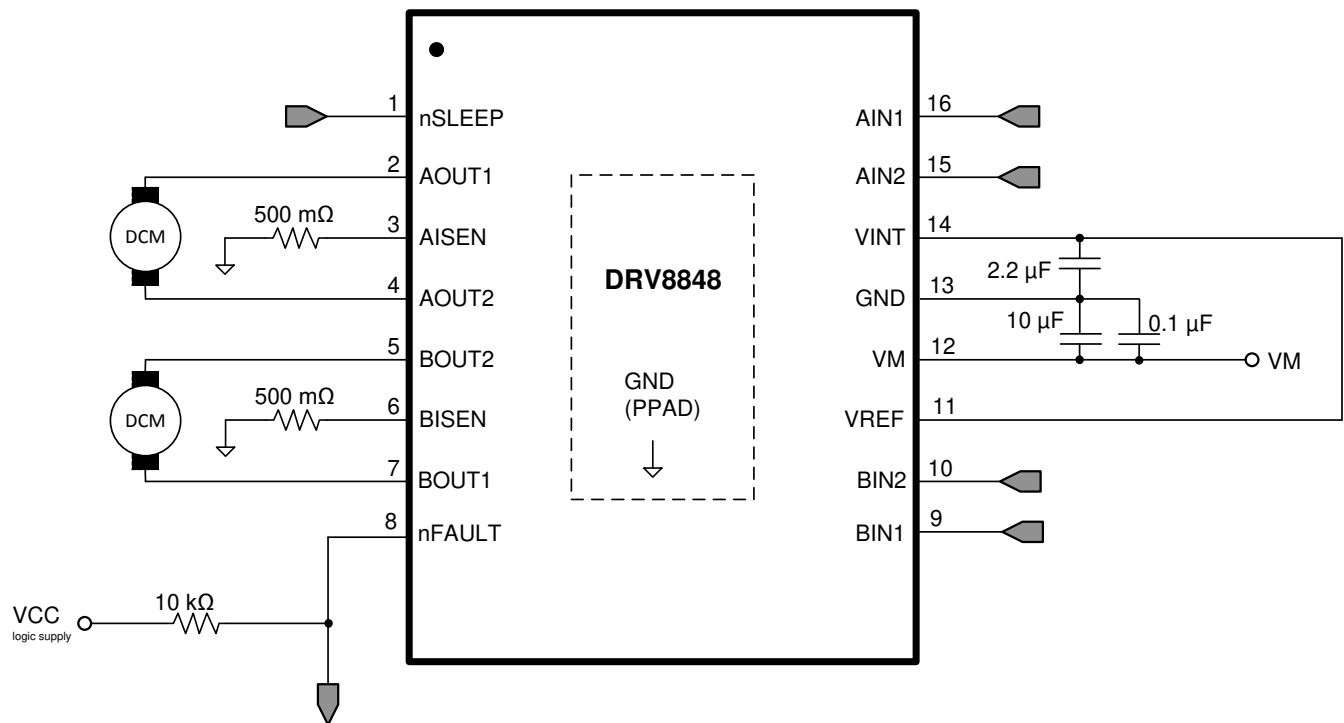 1
nSLEEP
2
AOUT1
500 mΩ
3
AISEN
DCM
4
AOUT2
5
BOUT2
500 mΩ
6
BISEN
DCM
7
BOUT1
8
nFAULT
VCC
logic supply
10 kΩ
DRV8848
GND
(PPAD)
AIN1
16
AIN2
15
VINT
14
2.2 µF
GND
13
10 µF
0.1 µF
VM
12
VM
VREF
11
BIN2
10
BIN1
9